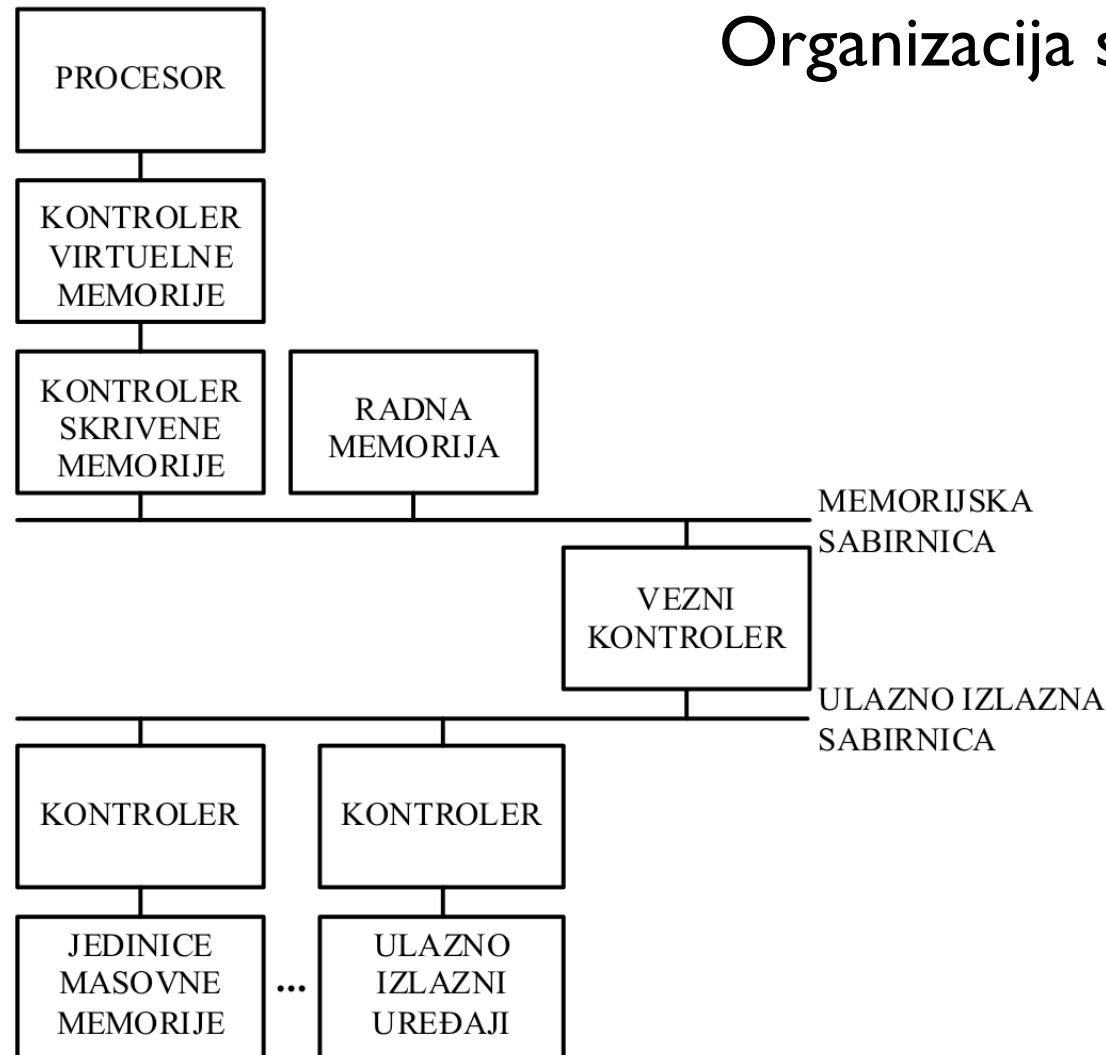 Organizacija s
PROCESOR
KONTROLER
VIRTUELNE
MEMORIJE
KONTROLER
SKRIVENE
MEMORIJE
RADNA
MEMORIJA
MEMORIJSKA
SABIRNICA
VEZNI
KONTROLER
ULAZNO IZLAZNA
SABIRNICA
KONTROLER
KONTROLER
JEDINICE
MASOVNE
MEMORIJE
...
ULAZNO
IZLAZNI
UREĐAJI